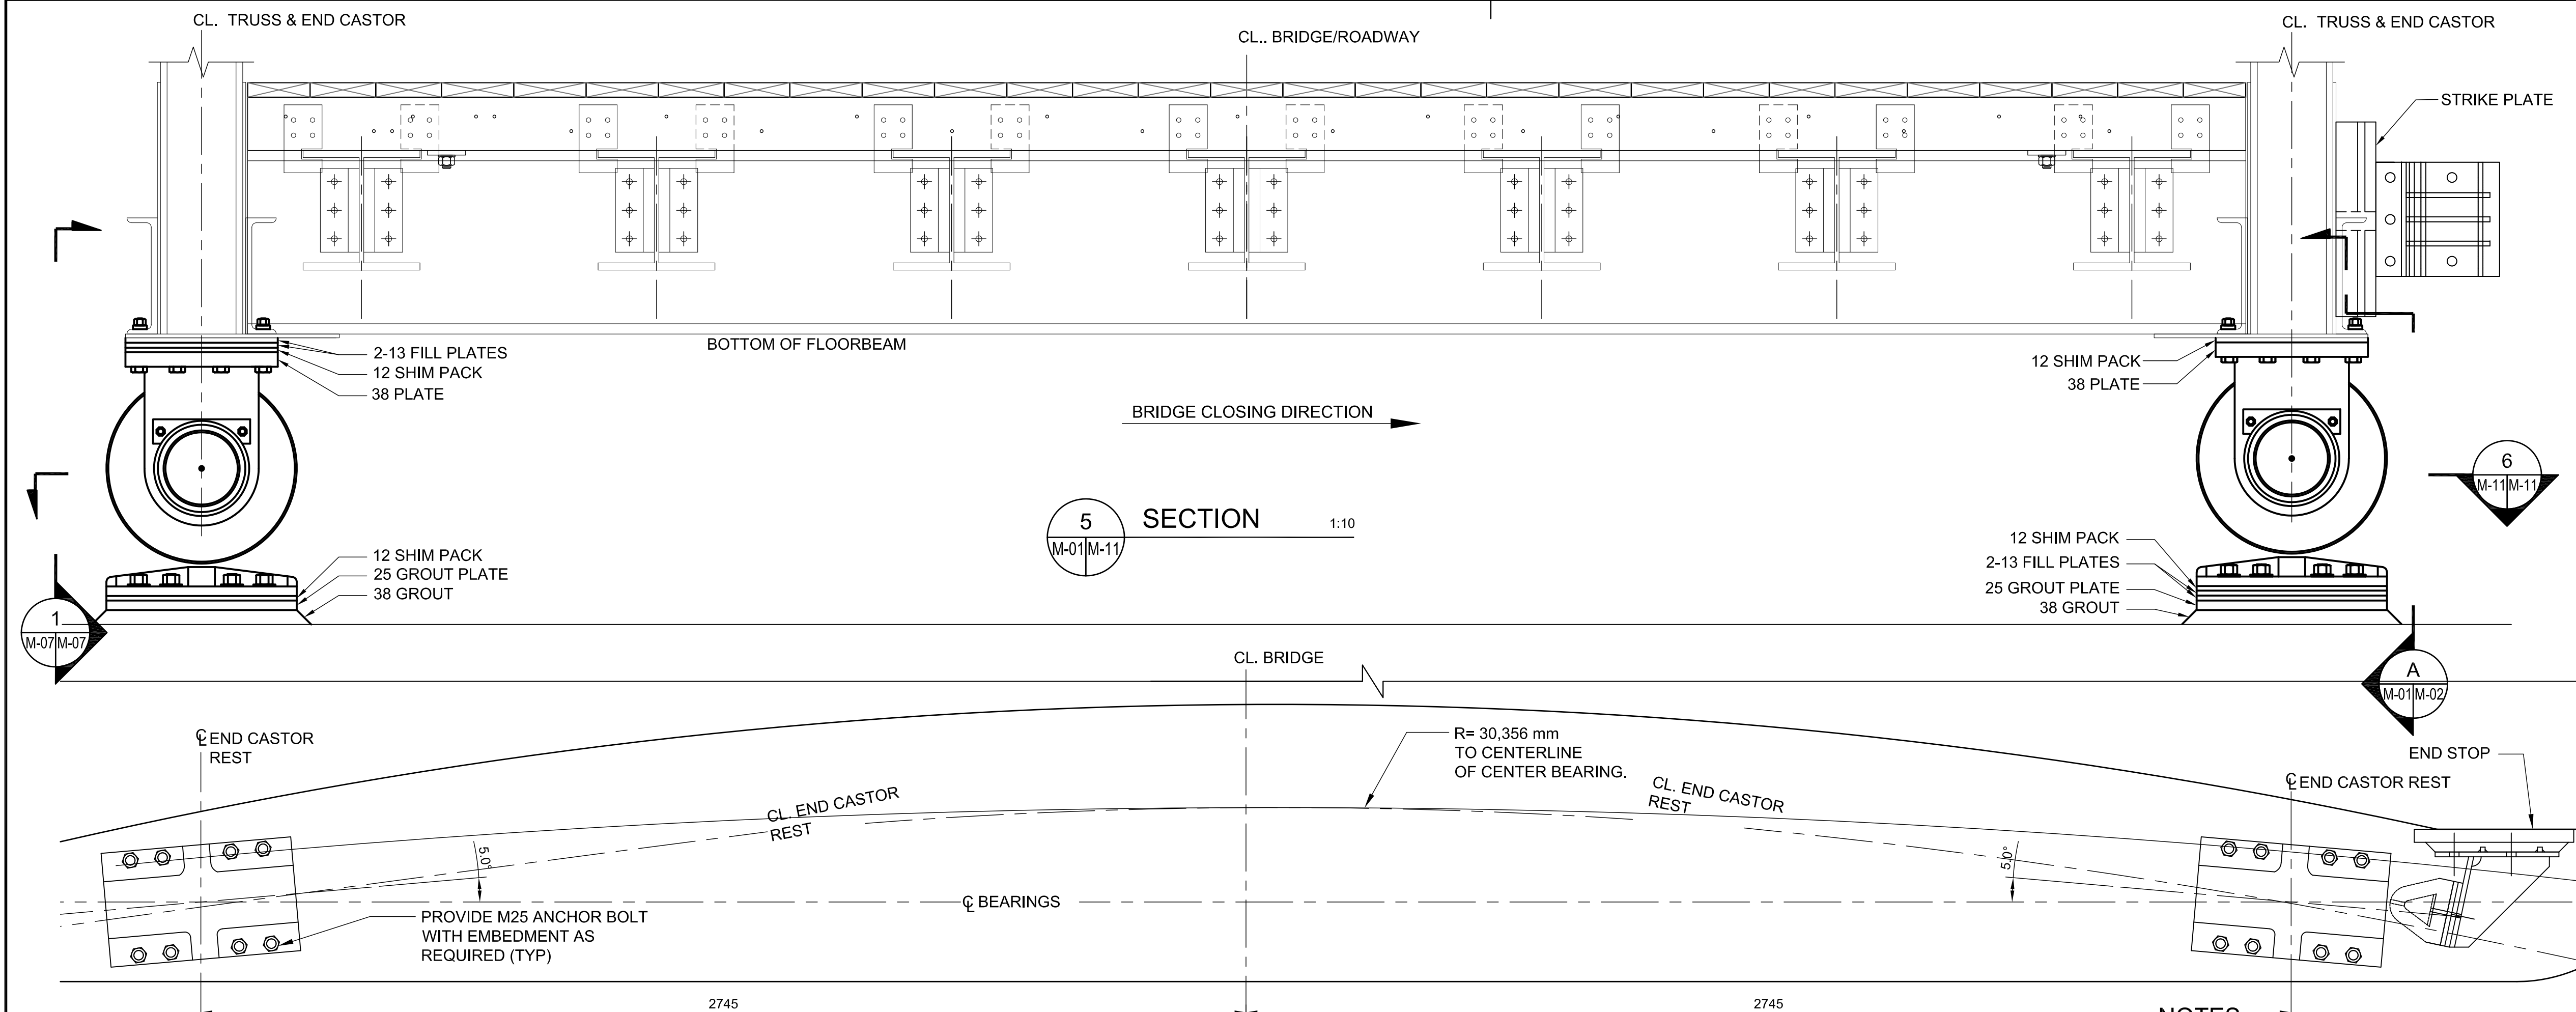 CL. TRUSS & END CASTOR
CL.. BRIDGE/ROADWAY
CL. TRUSS & END CASTOR
STRIKE PLATE
BOTTOM OF FLOORBEAM
2-13 FILL PLATES
12 SHIM PACK
38 PLATE
12 SHIM PACK
38 PLATE
BRIDGE CLOSING DIRECTION
6
M-11 M-11
5
M-01 M-11
SECTION
1:10
12 SHIM PACK
25 GROUT PLATE
38 GROUT
12 SHIM PACK
2-13 FILL PLATES
25 GROUT PLATE
38 GROUT
1
M-07 M-07
CL. BRIDGE
A
M-01 M-02
℄ END CASTOR
REST
R= 30,356 mm
TO CENTERLINE
OF CENTER BEARING.
END STOP
℄ END CASTOR REST
CL. END CASTOR
REST
CL. END CASTOR
REST
5.0°
5.0°
℄ BEARINGS
PROVIDE M25 ANCHOR BOLT
WITH EMBEDMENT AS
REQUIRED (TYP)
2745
2745
NOTES